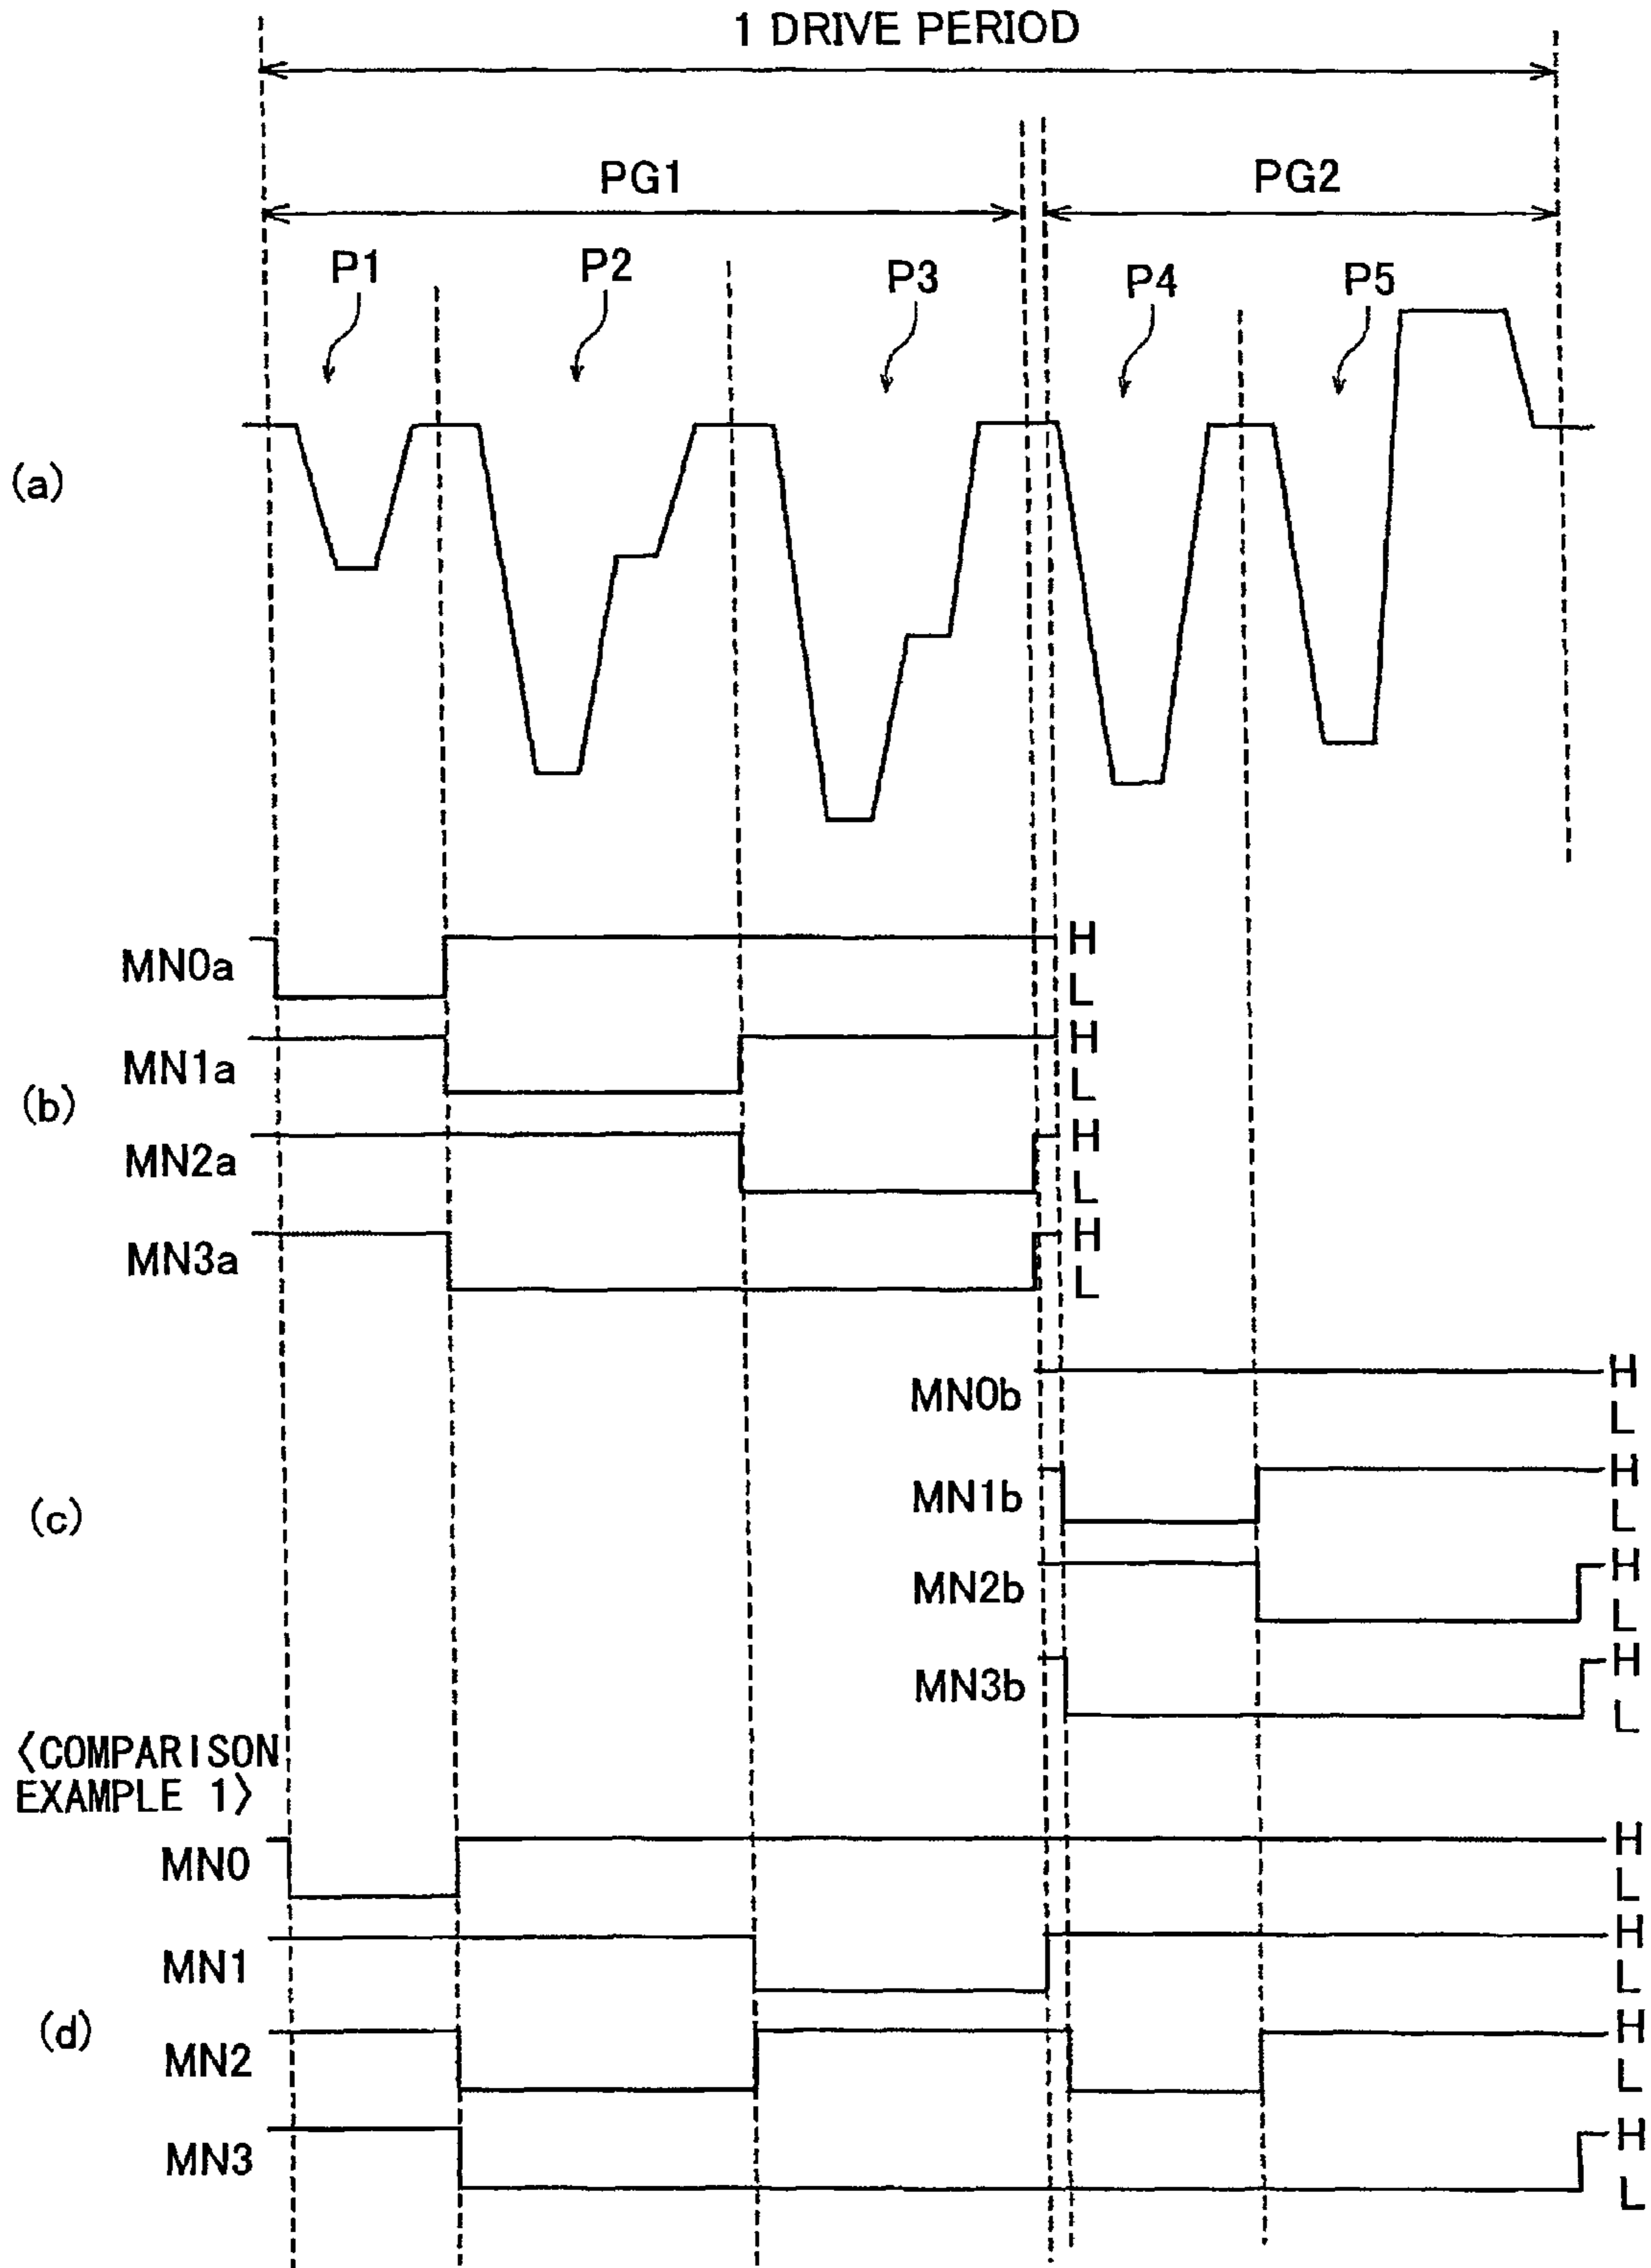 1 DRIVE PERIOD
PG1
PG2
P1
P2
P3
P4
P5
(a)
MN0a
H
L
MN1a
H
L
(b)
MN2a
H
L
MN3a
H
L
MN0b
H
L
MN1b
H
L
(c)
MN2b
H
L
MN3b
H
L
<COMPARISON
EXAMPLE 1>
MN0
H
L
MN1
H
L
(d)
MN2
H
L
MN3
H
L